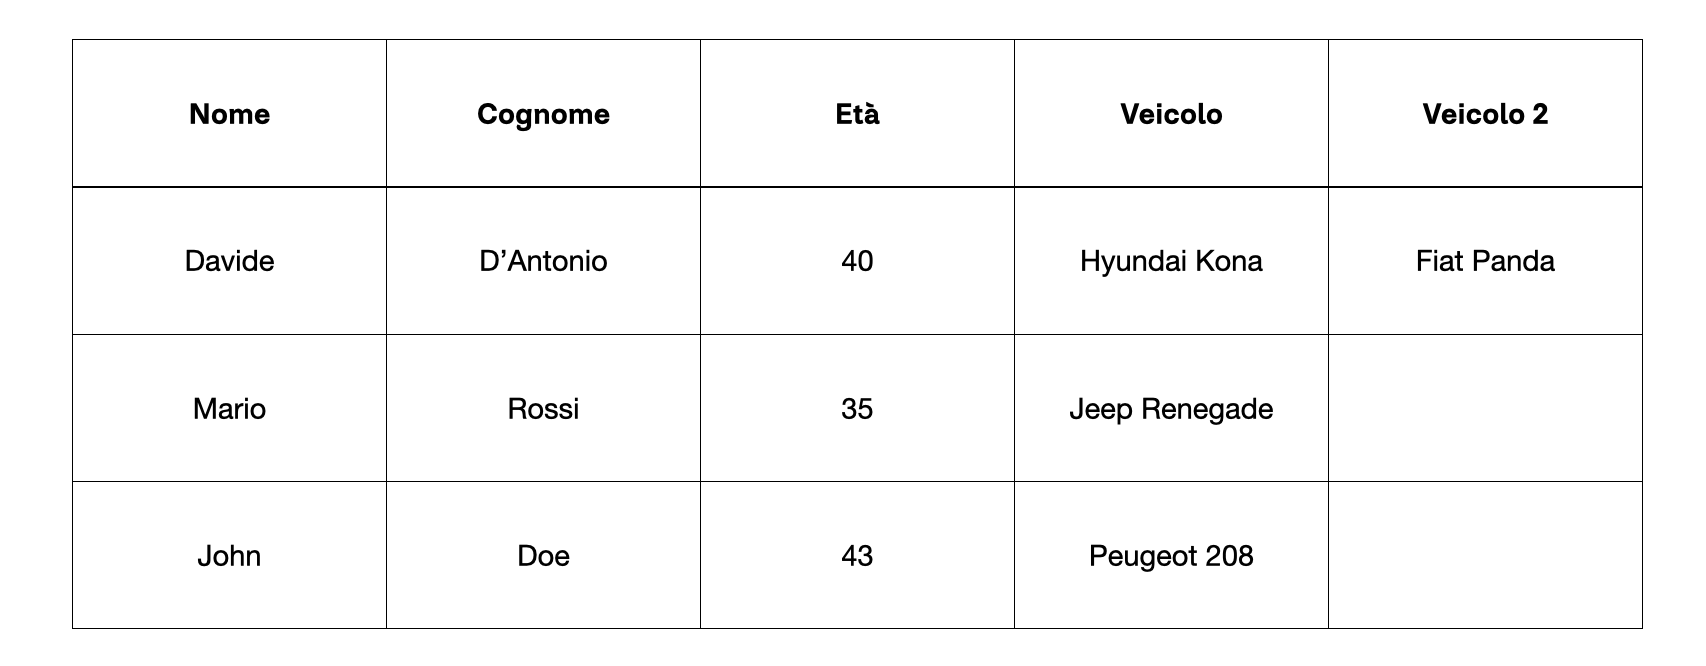 Nome Cognome Età Veicolo Veicolo 2
Davide D’Antonio 40 Hyundai Kona Fiat Panda
Mario Rossi 35 Jeep Renegade
John Doe 43 Peugeot 208